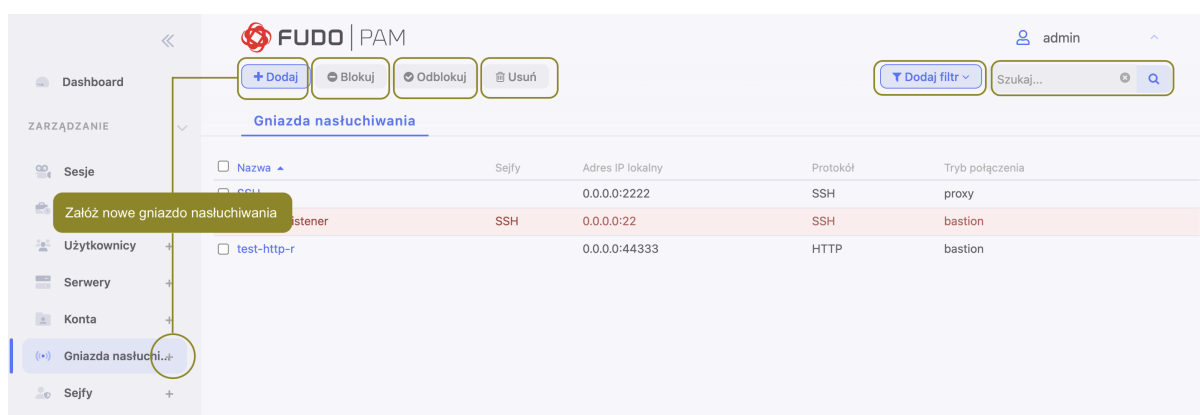 FUDO | PAM
admin
+ Dodaj Blokuj Odblokuj Usuń Dodaj filtr Szukaj...
Dashboard
Gniazda nasłuchiwania
ZARZĄDZANIE
Nazwa Sejfy Adres IP lokalny Protokół Tryb połączenia
Sesje
SSH 0.0.0.0:2222 SSH proxy
Załóż nowe gniazdo nasłuchiwania
istener SSH 0.0.0.0:22 SSH bastion
Użytkownicy +
test-http-r 0.0.0.0:44333 HTTP bastion
Serwery +
Konta +
Gniazda nasłuchi...+
Sejfy +